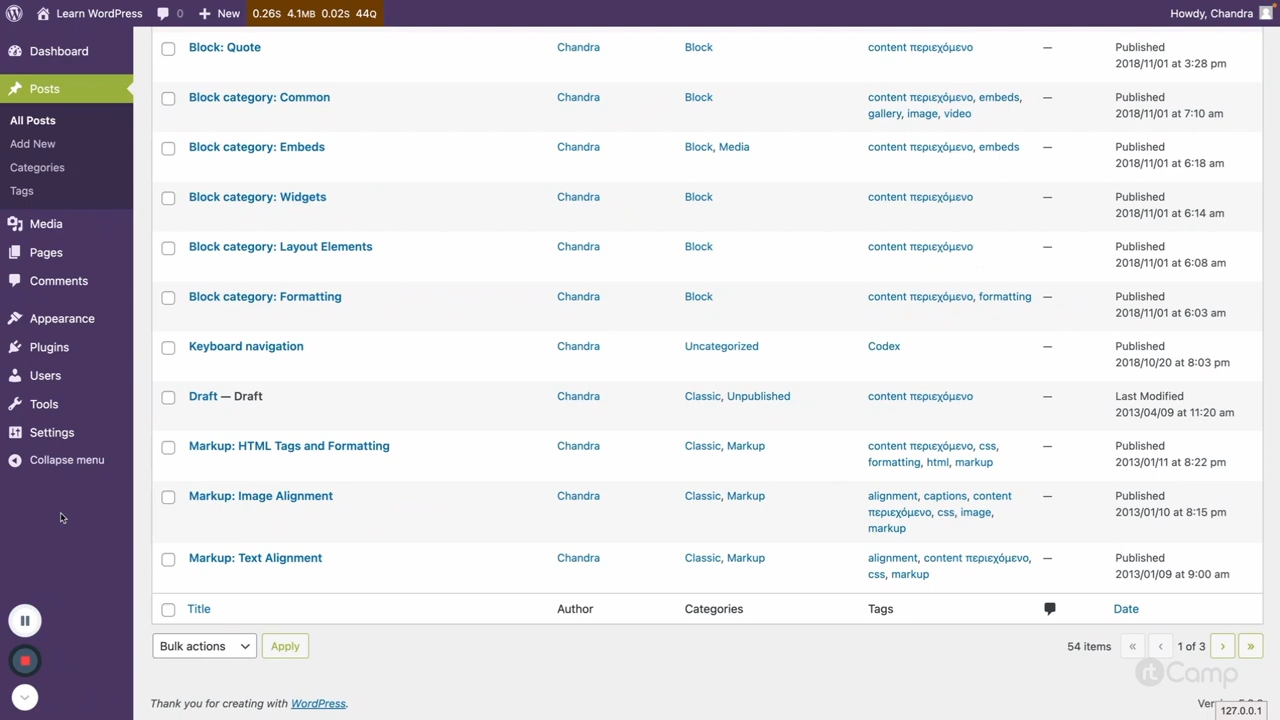 Learn WordPress 0 New 0.26S 4.1MB 0.02S 44Q Howdy, Chandra
Dashboard
Posts
All Posts
Add New
Categories
Tags
Media
Pages
Comments
Appearance
Plugins
Users
Tools
Settings
Collapse menu
Block: Quote Chandra Block content περιεχόμενο — Published
2018/11/01 at 3:28 pm
Block category: Common Chandra Block content περιεχόμενο, embeds, — Published
gallery, image, video 2018/11/01 at 7:10 am
Block category: Embeds Chandra Block, Media content περιεχόμενο, embeds — Published
2018/11/01 at 6:18 am
Block category: Widgets Chandra Block content περιεχόμενο — Published
2018/11/01 at 6:14 am
Block category: Layout Elements Chandra Block content περιεχόμενο — Published
2018/11/01 at 6:08 am
Block category: Formatting Chandra Block content περιεχόμενο, formatting — Published
2018/11/01 at 6:03 am
Keyboard navigation Chandra Uncategorized Codex — Published
2018/10/20 at 8:03 pm
Draft — Draft Chandra Classic, Unpublished content περιεχόμενο — Last Modified
2013/04/09 at 11:20 am
Markup: HTML Tags and Formatting Chandra Classic, Markup content περιεχόμενο, css, — Published
formatting, html, markup 2013/01/11 at 8:22 pm
Markup: Image Alignment Chandra Classic, Markup alignment, captions, content — Published
περιεχόμενο, css, image, 2013/01/10 at 8:15 pm
markup
Markup: Text Alignment Chandra Classic, Markup alignment, content περιεχόμενο, — Published
css, markup 2013/01/09 at 9:00 am
Title Author Categories Tags Date
Bulk actions Apply 54 items « ‹ 1 of 3 › »
rtCamp
Thank you for creating with WordPress.
127.0.0.1